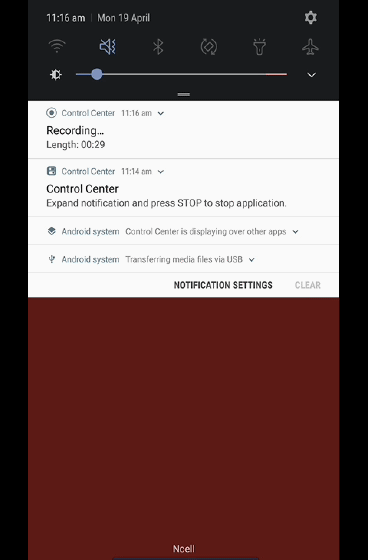 11:16 am | Mon 19 April
Control Center 11:16 am
Recording...
Length: 00:29
Control Center 11:14 am
Control Center
Expand notification and press STOP to stop application.
Android system Control Center is displaying over other apps
Android system Transferring media files via USB
NOTIFICATION SETTINGS CLEAR
Ncell